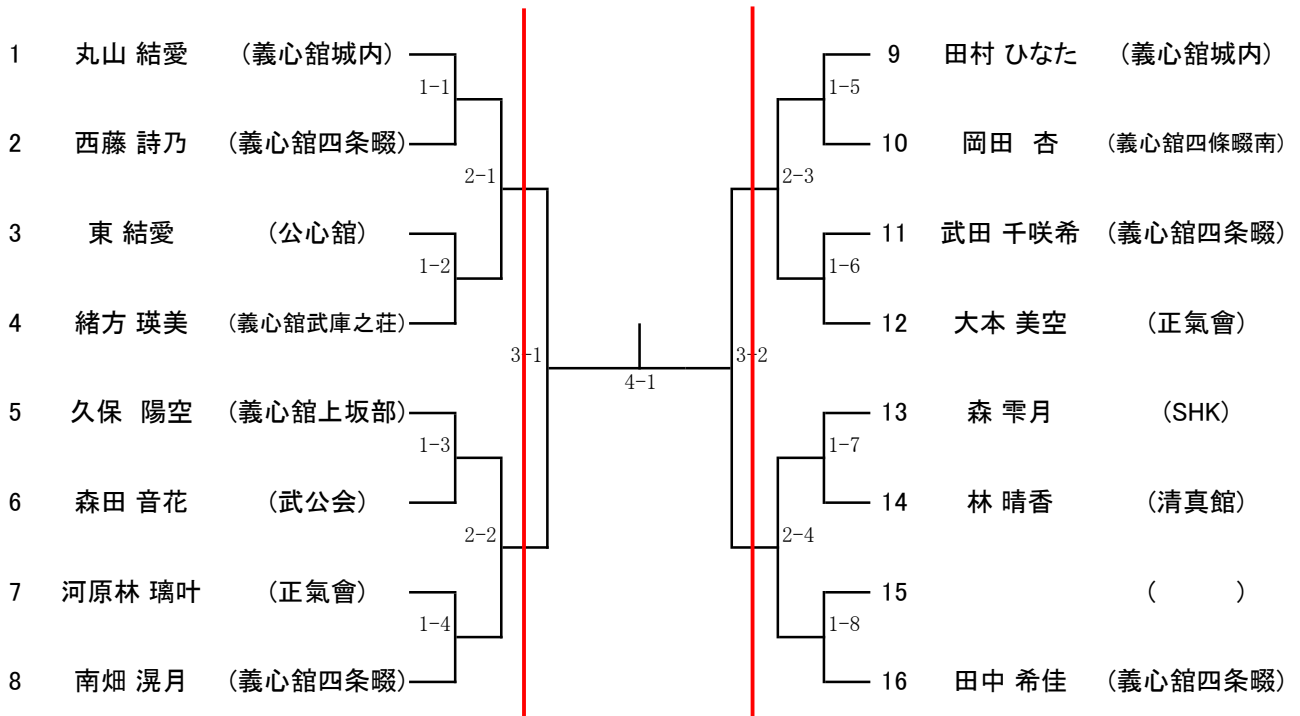 1 丸山 結愛 (義心舘城内)
1-1
2 西藤 詩乃 (義心舘四条畷)
2-1
3 東 結愛 (公心舘)
1-2
4 緒方 瑛美 (義心舘武庫之荘)
3-1
5 久保 陽空 (義心舘上坂部)
1-3
6 森田 音花 (武公会)
2-2
7 河原林 璃叶 (正氣會)
1-4
8 南畑 滉月 (義心舘四条畷)
4-1
9 田村 ひなた (義心舘城内)
1-5
10 岡田 杏 (義心舘四條畷南)
2-3
11 武田 千咲希 (義心舘四条畷)
1-6
12 大本 美空 (正氣會)
3-2
13 森 雫月 (SHK)
1-7
14 林 晴香 (清真館)
2-4
15 ( )
1-8
16 田中 希佳 (義心舘四条畷)